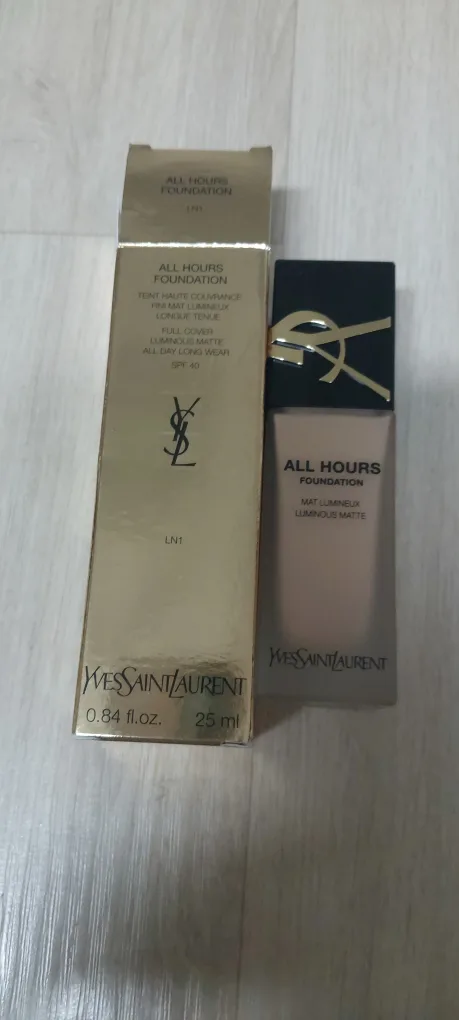 ALL HOURS
FOUNDATION
LN1
ALL HOURS
FOUNDATION
TEINT HAUTE COUVRANCE
FINI MAT LUMINEUX
LONGUE TENUE
FULL COVER
LUMINOUS MATTE
ALL DAY LONG WEAR
SPF 40
YSL
LN1
YVESSAINTLAURENT
0.84 fl.oz. 25 ml
YSL
ALL HOURS
FOUNDATION
MAT LUMINEUX
LUMINOUS MATTE
YVESSAINTLAURENT